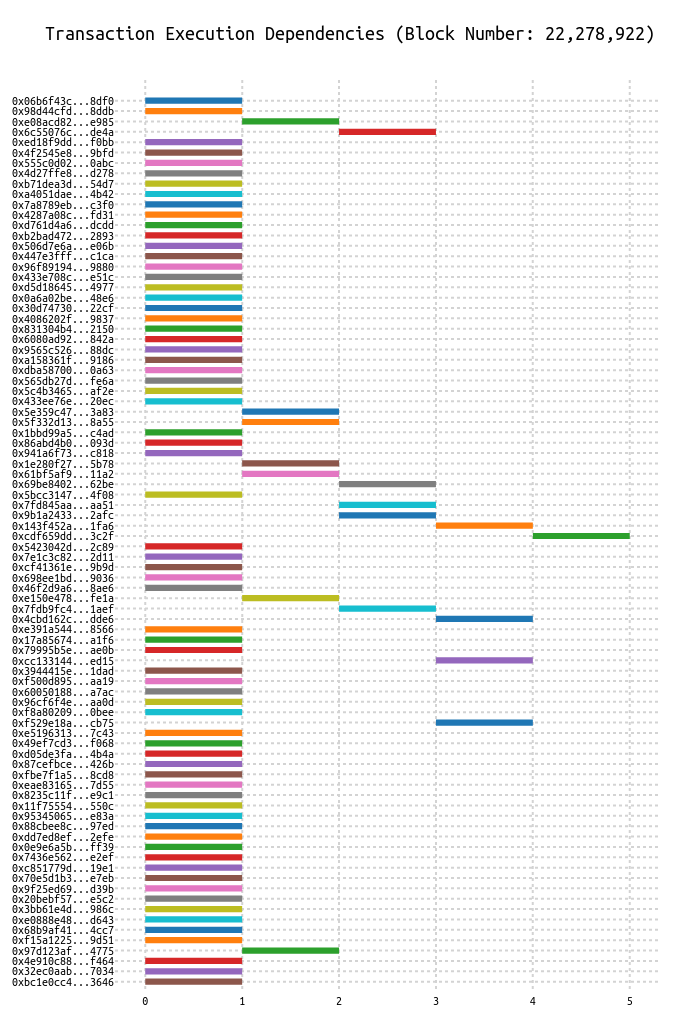 Transaction Execution Dependencies (Block Number: 22,278,922)
0x06b6f43c...8df0
0x98d44cfd...8ddb
0xe08acd82...e985
0x6c55076c...de4a
0xed18f9dd...f0bb
0x4f2545e8...9bfd
0x555c0d02...0abc
0x4d27ffe8...d278
0xb71dea3d...54d7
0xa4051dae...4b42
0x7a8789eb...c3f0
0x4287a08c...fd31
0xd761d4a6...dcdd
0xb2bad472...2893
0x506d7e6a...e06b
0x447e3fff...c1ca
0x96f89194...9880
0x433e708c...e51c
0xd5d18645...4977
0x0a6a02be...48e6
0x30d74730...22cf
0x4086202f...9837
0x831304b4...2150
0x6080ad92...842a
0x9565c526...88dc
0xa158361f...9186
0xdba58700...0a63
0x565db27d...fe6a
0x5c4b3465...af2e
0x433ee76e...20ec
0x5e359c47...3a83
0x5f332d13...8a55
0x1bbd99a5...c4ad
0x86abd4b0...093d
0x941a6f73...c818
0x1e280f27...5b78
0x61bf5af9...11a2
0x69be8402...62be
0x5bcc3147...4f08
0x7fd845aa...aa51
0x9b1a2433...2afc
0x143f452a...1fa6
0xcdf659dd...3c2f
0x5423042d...2c89
0x7e1c3c82...2d11
0xcf41361e...9b9d
0x698ee1bd...9036
0x46f2d9a6...8ae6
0xe150e478...fe1a
0x7fdb9fc4...1aef
0x4cbd162c...dde6
0xe391a544...8566
0x17a85674...a1f6
0x79995b5e...ae0b
0xcc133144...ed15
0x3944415e...1dad
0xf500d895...aa19
0x60050188...a7ac
0x96cf6f4e...aa0d
0xf8a80209...0bee
0xf529e18a...cb75
0xe5196313...7c43
0x49ef7cd3...f068
0xd05de3fa...4b4a
0x87cefbce...426b
0xfbe7f1a5...8cd8
0xeae83165...7d55
0x8235c11f...e9c1
0x11f75554...550c
0x95345065...e83a
0x88cbee8c...97ed
0xdd7ed8ef...2efe
0x0e9e6a5b...ff39
0x7436e562...e2ef
0xc851779d...19e1
0x70e5d1b3...e7eb
0x9f25ed69...d39b
0x20bebf57...e5c2
0x3bb61e4d...986c
0xe0888e48...d643
0x68b9af41...4cc7
0xf15a1225...9d51
0x97d123af...4775
0x4e910c88...f464
0x32ec0aab...7034
0xbc1e0cc4...3646
0 1 2 3 4 5